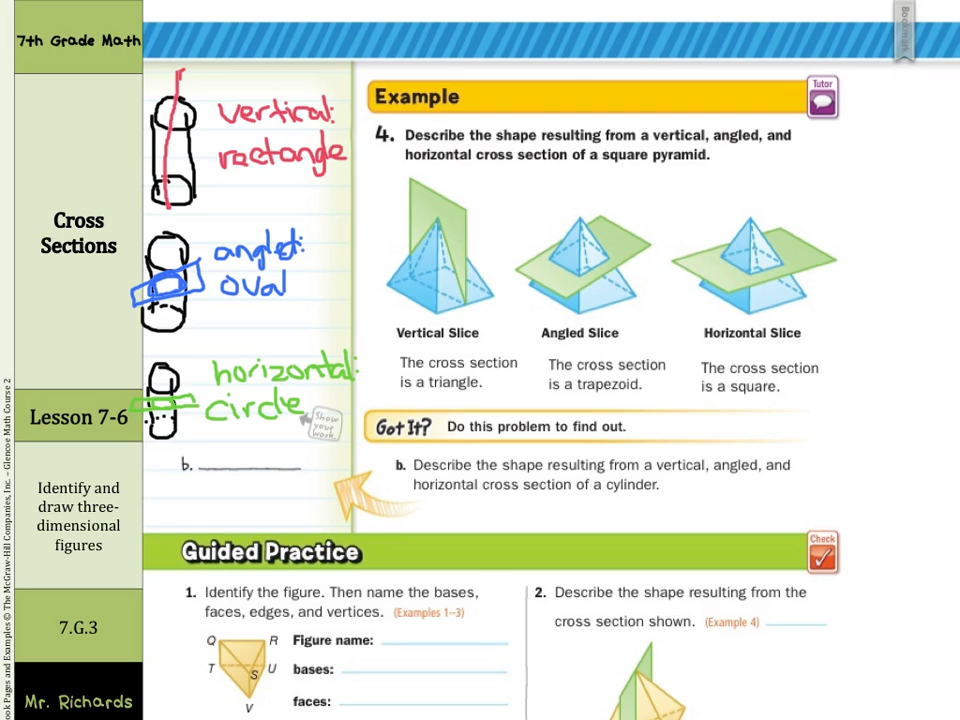 7th Grade Math
Bookmark
Cross
Sections
Lesson 7-6
Identify and
draw three-
dimensional
figures
7.G.3
Mr. Richards
ook Pages and Examples © The McGraw-Hill Companies, Inc. – Glencoe Math Course 2
vertical:
rectangle
angled:
oval
horizontal:
circle
Show
your
work.
b.
Example
Tutor
4. Describe the shape resulting from a vertical, angled, and
horizontal cross section of a square pyramid.
Vertical Slice
Angled Slice
Horizontal Slice
The cross section
is a triangle.
The cross section
is a trapezoid.
The cross section
is a square.
Got It? Do this problem to find out.
b. Describe the shape resulting from a vertical, angled, and
horizontal cross section of a cylinder.
Guided Practice
Check
1. Identify the figure. Then name the bases,
faces, edges, and vertices. (Examples 1–3)
Q R
T U
S
V
Figure name:
bases:
faces:
2. Describe the shape resulting from the
cross section shown. (Example 4)